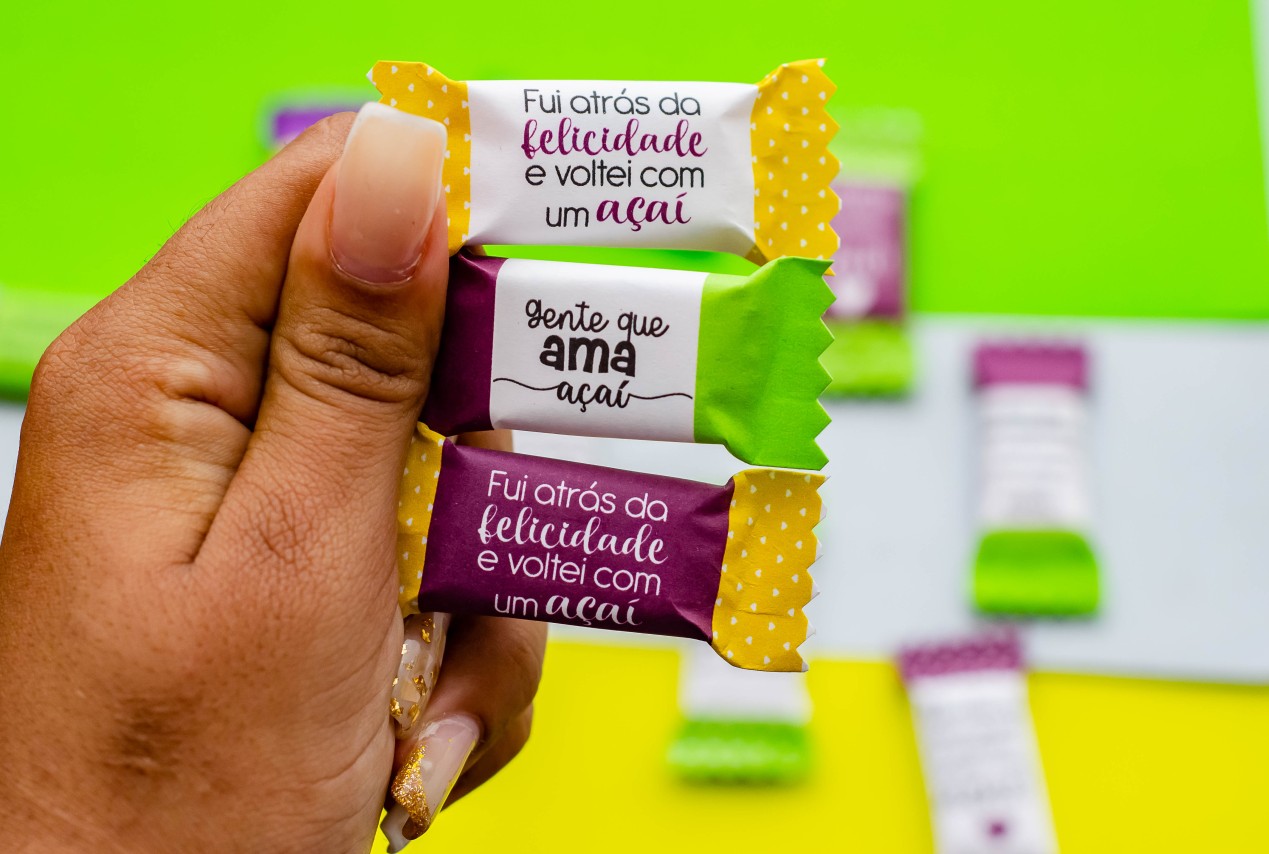 Fui atrás da
felicidade
e voltei com
um açaí
gente que
ama
açaí
Fui atrás da
felicidade
e voltei com
um açaí